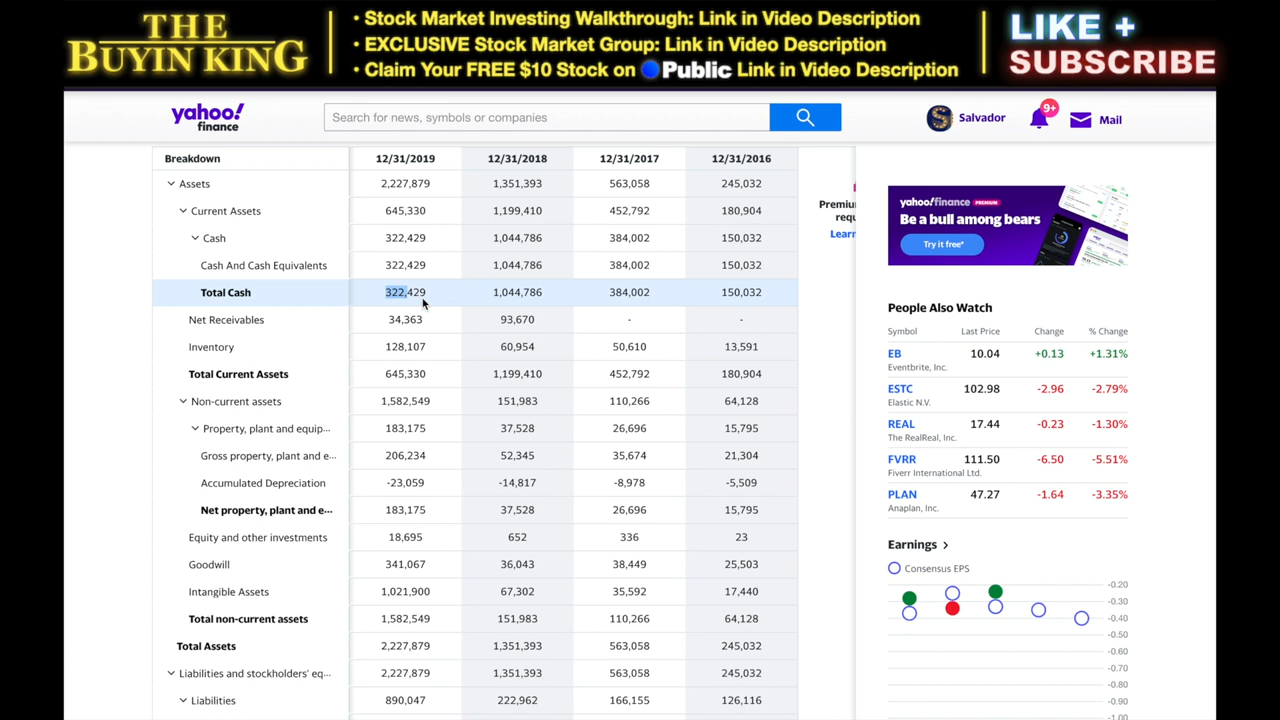 THE
BUYIN KING
• Stock Market Investing Walkthrough: Link in Video Description
• EXCLUSIVE Stock Market Group: Link in Video Description
• Claim Your FREE $10 Stock on Public Link in Video Description
LIKE +
SUBSCRIBE
yahoo!
finance
Search for news, symbols or companies
Salvador
9+
Mail
Breakdown 12/31/2019 12/31/2018 12/31/2017 12/31/2016
Assets 2,227,879 1,351,393 563,058 245,032
Current Assets 645,330 1,199,410 452,792 180,904
Cash 322,429 1,044,786 384,002 150,032
Cash And Cash Equivalents 322,429 1,044,786 384,002 150,032
Total Cash 322,429 1,044,786 384,002 150,032
Net Receivables 34,363 93,670 - -
Inventory 128,107 60,954 50,610 13,591
Total Current Assets 645,330 1,199,410 452,792 180,904
Non-current assets 1,582,549 151,983 110,266 64,128
Property, plant and equip... 183,175 37,528 26,696 15,795
Gross property, plant and e... 206,234 52,345 35,674 21,304
Accumulated Depreciation -23,059 -14,817 -8,978 -5,509
Net property, plant and e... 183,175 37,528 26,696 15,795
Equity and other investments 18,695 652 336 23
Goodwill 341,067 36,043 38,449 25,503
Intangible Assets 1,021,900 67,302 35,592 17,440
Total non-current assets 1,582,549 151,983 110,266 64,128
Total Assets 2,227,879 1,351,393 563,058 245,032
Liabilities and stockholders' eq... 2,227,879 1,351,393 563,058 245,032
Liabilities 890,047 222,962 166,155 126,116
Premium
requ
Learn
yahoo!finance PREMIUM
Be a bull among bears
Try it free*
People Also Watch
Symbol Last Price Change % Change
EB 10.04 +0.13 +1.31%
Eventbrite, Inc.
ESTC 102.98 -2.96 -2.79%
Elastic N.V.
REAL 17.44 -0.23 -1.30%
The RealReal, Inc.
FVRR 111.50 -6.50 -5.51%
Fiverr International Ltd.
PLAN 47.27 -1.64 -3.35%
Anaplan, Inc.
Earnings >
Consensus EPS
-0.20
-0.30
-0.40
-0.50
-0.60
-0.70
-0.80
-0.90
-1.00